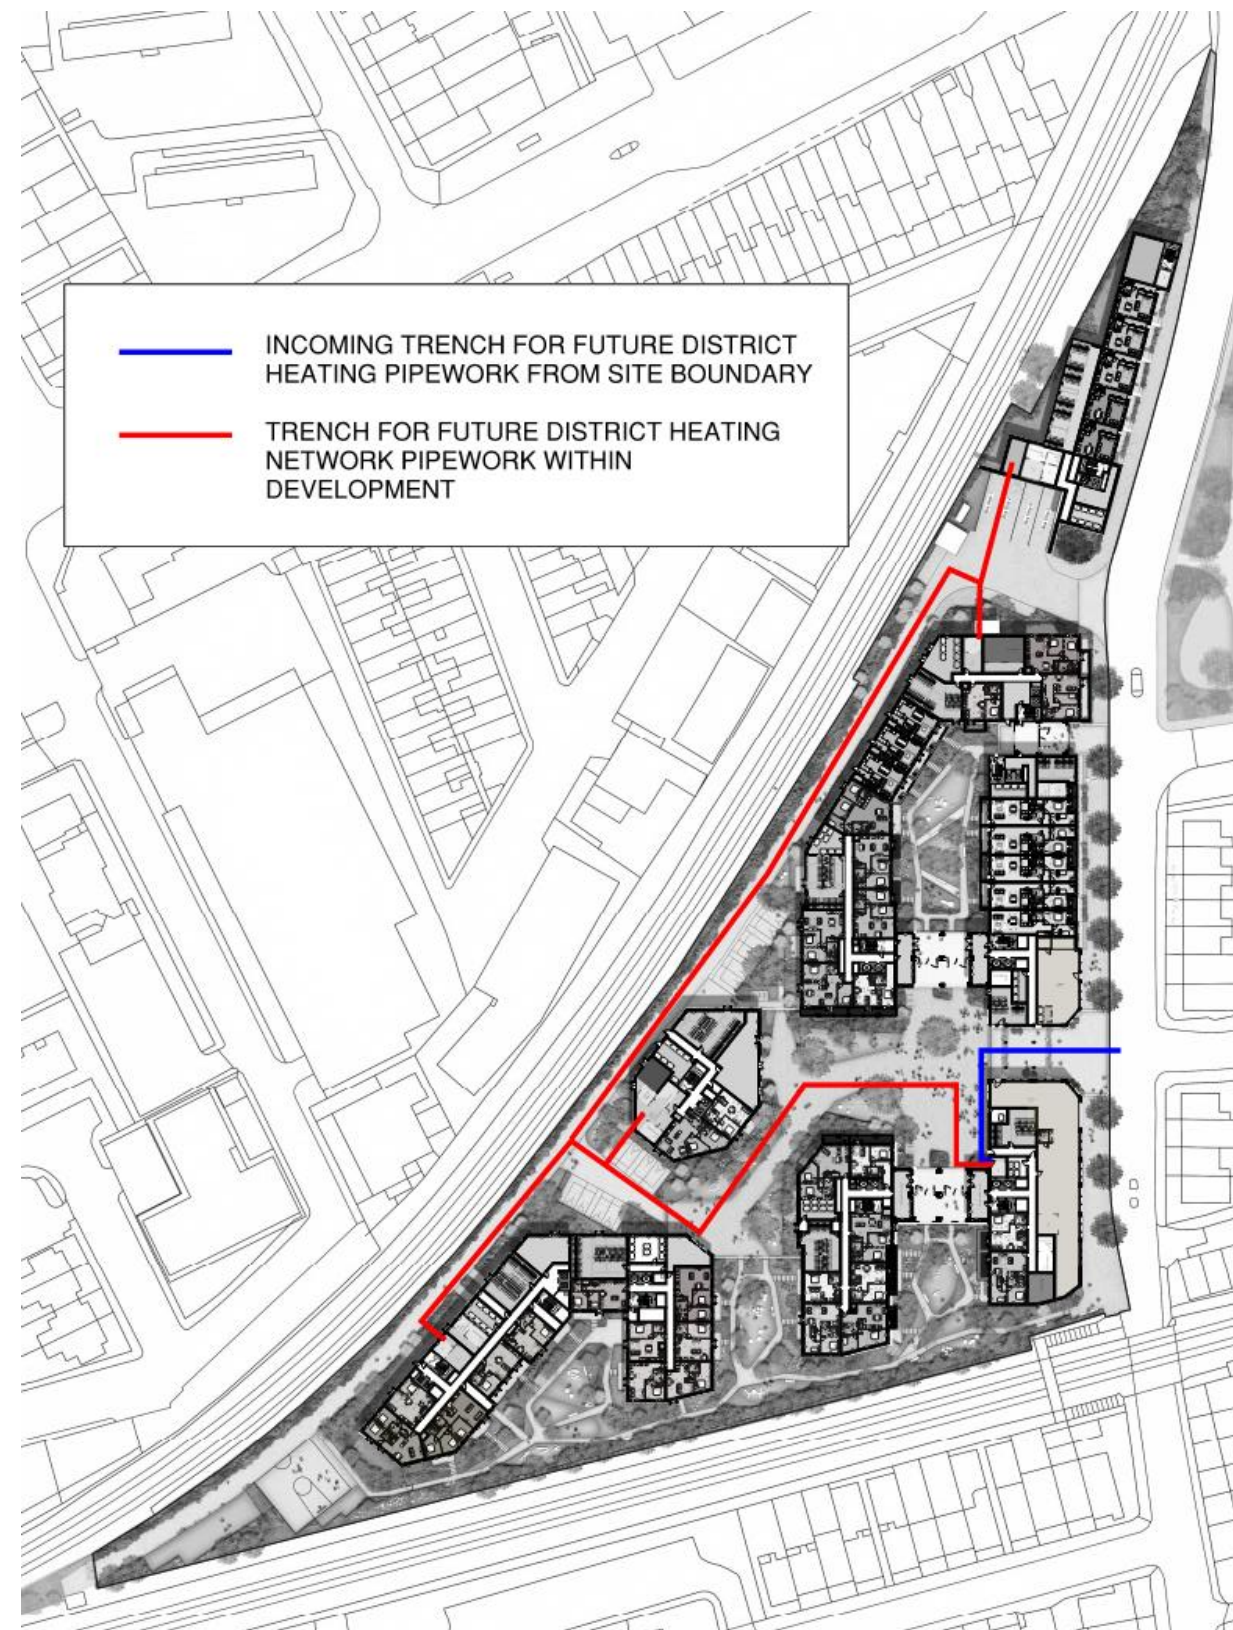 INCOMING TRENCH FOR FUTURE DISTRICT
HEATING PIPEWORK FROM SITE BOUNDARY
TRENCH FOR FUTURE DISTRICT HEATING
NETWORK PIPEWORK WITHIN
DEVELOPMENT